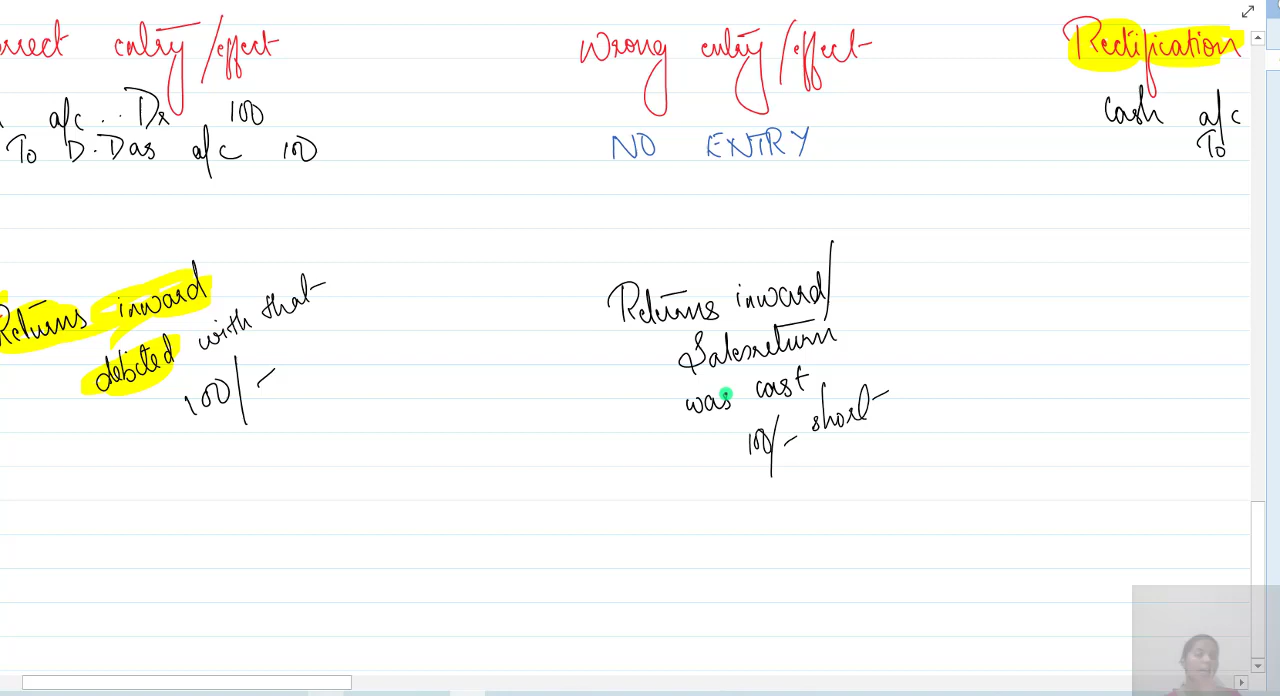 rrect entry/effect
Wrong entry/effect
Rectification
a/c .. Dr 100
To D. Das a/c 100
NO ENTRY
Cash a/c
To
Returns inward
debited with that
100/-
Returns inward/
Sales return
was cast
100/- short